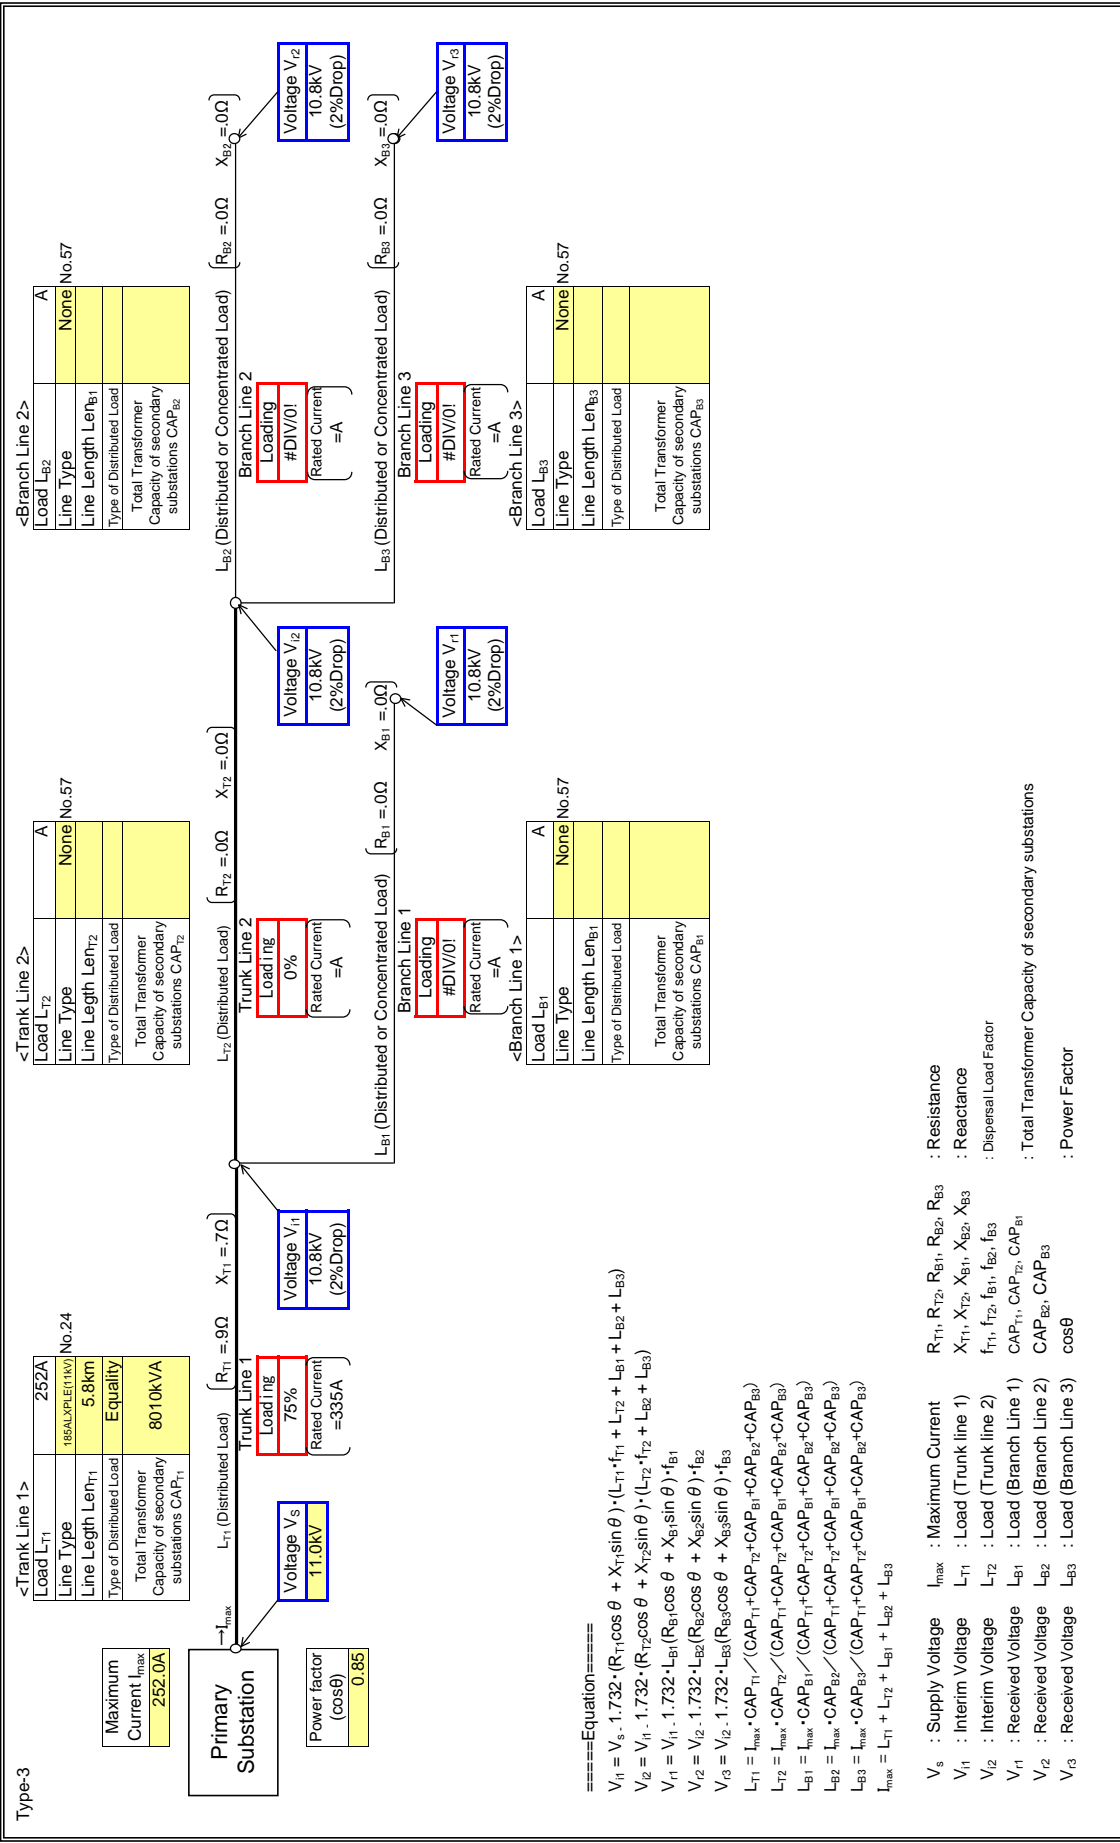 Type-3
Maximum
Current Imax
252.0A
Power factor
(cosθ)
0.85
Primary
Substation
→Imax
Voltage Vs
11.0kV
<Trank Line 1>
Load LT1 252A
Line Type 185ALXPLE(11kV) No.24
Line Legth LenT1 5.8km
Type of Distributed Load Equality
Total Transformer
Capacity of secondary
substations CAPT1
8010kVA
LT1 (Distributed Load)
RT1 =.9Ω XT1 =.7Ω
Trunk Line 1
Loading
75%
Rated Current
=335A
Voltage Vi1
10.8kV
(2%Drop)
<Trank Line 2>
Load LT2 A
Line Type None No.57
Line Legth LenT2
Type of Distributed Load
Total Transformer
Capacity of secondary
substations CAPT2
LT2 (Distributed Load)
RT2 =.0Ω XT2 =.0Ω
Trunk Line 2
Loading
0%
Rated Current
=A
Voltage Vi2
10.8kV
(2%Drop)
LB1 (Distributed or Concentrated Load)
RB1 =.0Ω XB1 =.0Ω
Branch Line 1
Loading
#DIV/0!
Rated Current
=A
Voltage Vr1
10.8kV
(2%Drop)
<Branch Line 1>
Load LB1 A
Line Type None No.57
Line Length LenB1
Type of Distributed Load
Total Transformer
Capacity of secondary
substations CAPB1
<Branch Line 2>
Load LB2 A
Line Type None No.57
Line Length LenB1
Type of Distributed Load
Total Transformer
Capacity of secondary
substations CAPB2
LB2 (Distributed or Concentrated Load)
RB2 =.0Ω XB2 =.0Ω
Branch Line 2
Loading
#DIV/0!
Rated Current
=A
Voltage Vr2
10.8kV
(2%Drop)
LB3 (Distributed or Concentrated Load)
RB3 =.0Ω XB3 =.0Ω
Branch Line 3
Loading
#DIV/0!
Rated Current
=A
Voltage Vr3
10.8kV
(2%Drop)
<Branch Line 3>
Load LB3 A
Line Type None No.57
Line Length LenB3
Type of Distributed Load
Total Transformer
Capacity of secondary
substations CAPB3
=====Equation=====
Vi1 = Vs - 1.732・(RT1cos θ + XT1sin θ)・(LT1・fT1 + LT2 + LB1 + LB2 + LB3)
Vi2 = Vi1 - 1.732・(RT2cos θ + XT2sin θ)・(LT2・fT2 + LB2 + LB3)
Vr1 = Vi1 - 1.732・LB1(RB1cos θ + XB1sin θ)・fB1
Vr2 = Vi2 - 1.732・LB2(RB2cos θ + XB2sin θ)・fB2
Vr3 = Vi2 - 1.732・LB3(RB3cos θ + XB3sin θ)・fB3
LT1 = Imax・CAPT1/(CAPT1+CAPT2+CAPB1+CAPB2+CAPB3)
LT2 = Imax・CAPT2/(CAPT1+CAPT2+CAPB1+CAPB2+CAPB3)
LB1 = Imax・CAPB1/(CAPT1+CAPT2+CAPB1+CAPB2+CAPB3)
LB2 = Imax・CAPB2/(CAPT1+CAPT2+CAPB1+CAPB2+CAPB3)
LB3 = Imax・CAPB3/(CAPT1+CAPT2+CAPB1+CAPB2+CAPB3)
Imax = LT1 + LT2 + LB1 + LB2 + LB3
Vs : Supply Voltage Imax : Maximum Current RT1, RT2, RB1, RB2, RB3 : Resistance
Vi1 : Interim Voltage LT1 : Load (Trunk line 1) XT1, XT2, XB1, XB2, XB3 : Reactance
Vi2 : Interim Voltage LT2 : Load (Trunk line 2) fT1, fT2, fB1, fB2, fB3 : Dispersal Load Factor
Vr1 : Received Voltage LB1 : Load (Branch Line 1) CAPT1, CAPT2, CAPB1 : Total Transformer Capacity of secondary substations
Vr2 : Received Voltage LB2 : Load (Branch Line 2) CAPB2, CAPB3
Vr3 : Received Voltage LB3 : Load (Branch Line 3) cosθ : Power Factor